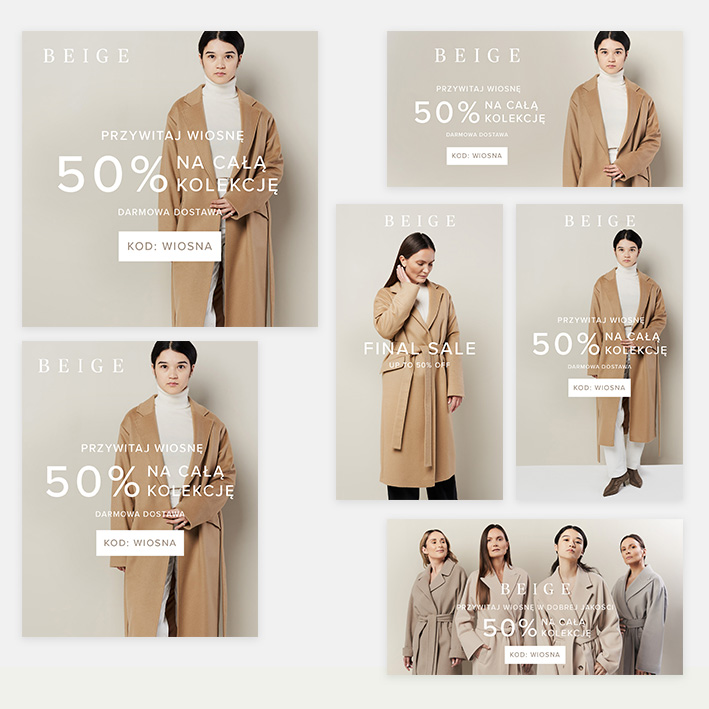 BEIGE
PRZYWITAJ WIOSNĘ
50% NA CAŁĄ
KOLEKCJĘ
DARMOWA DOSTAWA
KOD: WIOSNA
BEIGE
PRZYWITAJ WIOSNĘ
50% NA CAŁĄ
KOLEKCJĘ
DARMOWA DOSTAWA
KOD: WIOSNA
BEIGE
FINAL SALE
UP TO 50% OFF
BEIGE
PRZYWITAJ WIOSNĘ
50% NA CAŁĄ
KOLEKCJĘ
DARMOWA DOSTAWA
KOD: WIOSNA
BEIGE
PRZYWITAJ WIOSNĘ
50% NA CAŁĄ
KOLEKCJĘ
DARMOWA DOSTAWA
KOD: WIOSNA
BEIGE
PRZYWITAJ WIOSNĘ W DOBREJ JAKOŚCI
50% NA CAŁĄ
KOLEKCJĘ
KOD: WIOSNA